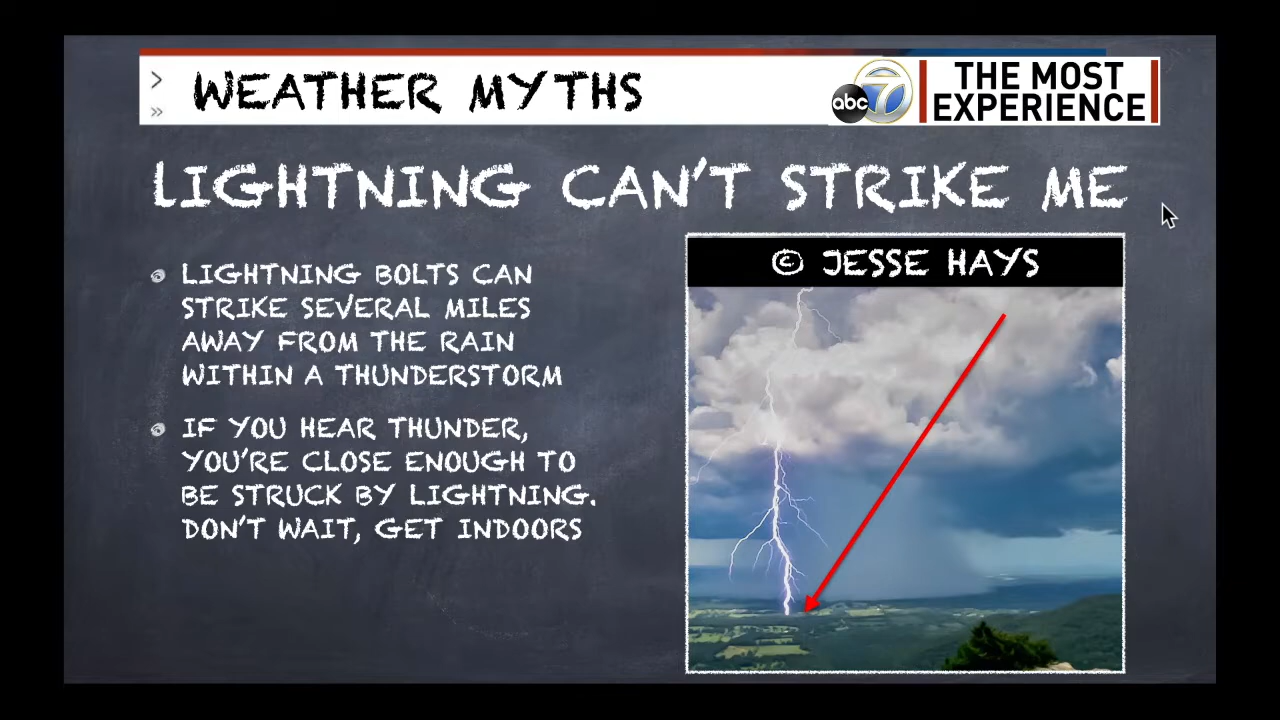 WEATHER MYTHS
abc 7
THE MOST
EXPERIENCE
LIGHTNING CAN'T STRIKE ME
LIGHTNING BOLTS CAN
STRIKE SEVERAL MILES
AWAY FROM THE RAIN
WITHIN A THUNDERSTORM
IF YOU HEAR THUNDER,
YOU'RE CLOSE ENOUGH TO
BE STRUCK BY LIGHTNING.
DON'T WAIT, GET INDOORS
© JESSE HAYS